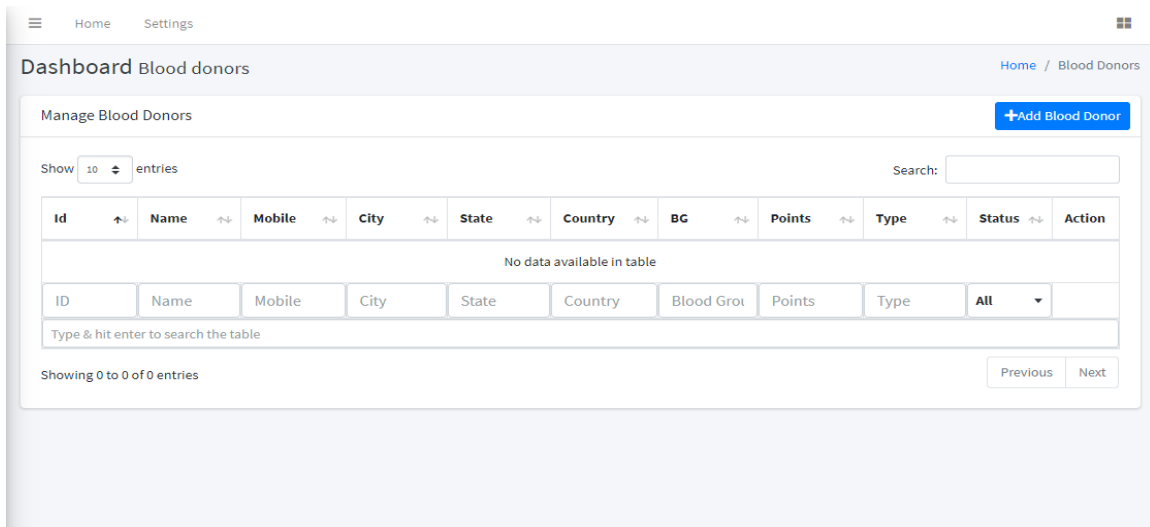 Home Settings
Dashboard Blood donors
Home / Blood Donors
Manage Blood Donors
Add Blood Donor
Show 10 entries
Search:
Id Name Mobile City State Country BG Points Type Status Action
No data available in table
ID Name Mobile City State Country Blood Grou Points Type All
Type & hit enter to search the table
Showing 0 to 0 of 0 entries
Previous Next